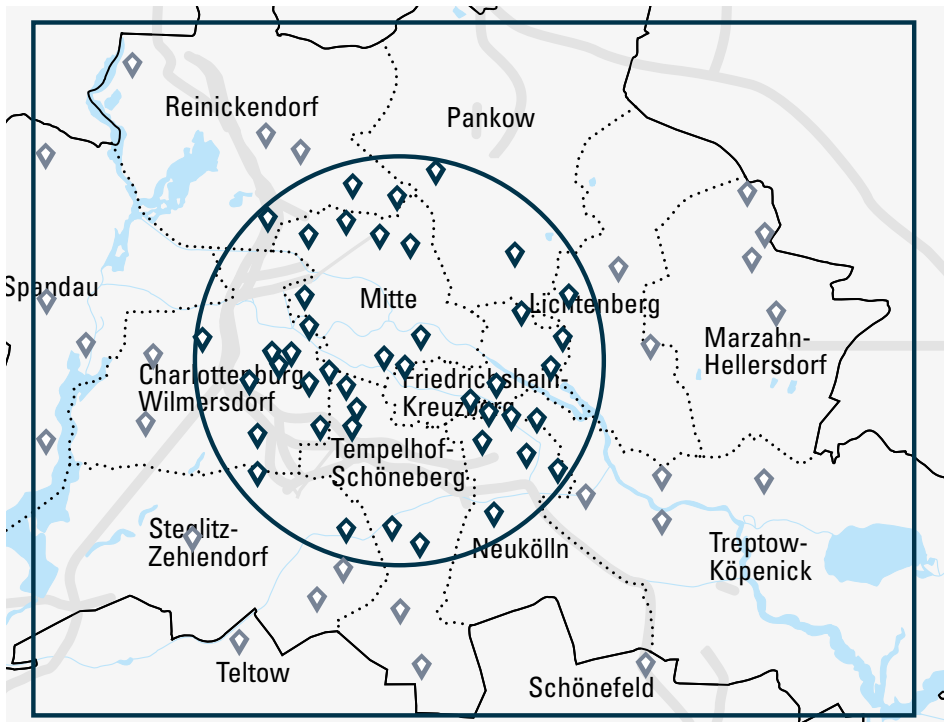 Reinickendorf
Pankow
Spandau
Mitte
Lichtenberg
Marzahn-
Hellersdorf
Charlottenburg
Wilmersdorf
Friedrichshain-
Kreuzberg
Tempelhof-
Schöneberg
Steglitz-
Zehlendorf
Neukölln
Treptow-
Köpenick
Teltow
Schönefeld